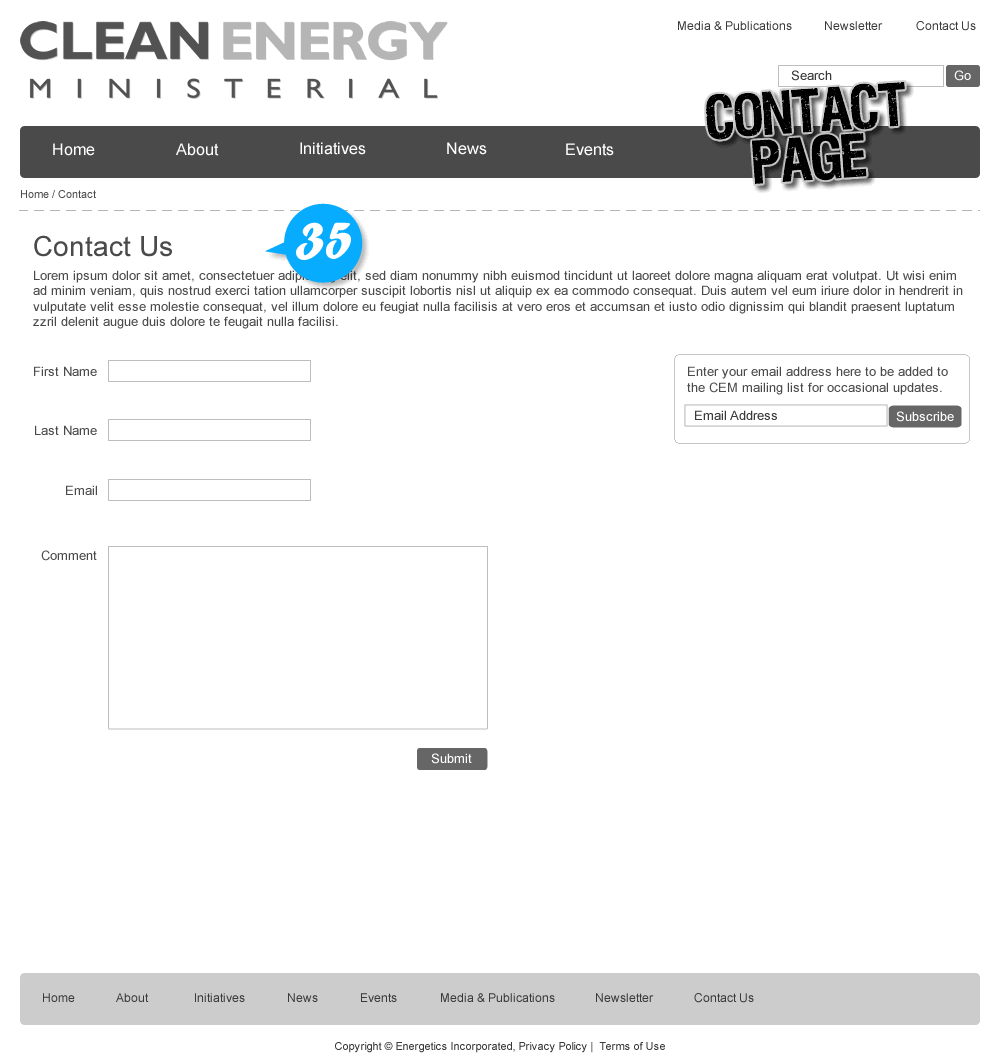 CLEAN ENERGY
MINISTERIAL
Media & Publications Newsletter Contact Us
Search Go
CONTACT
PAGE
Home About Initiatives News Events
Home / Contact
35
Contact Us
Lorem ipsum dolor sit amet, consectetuer elit, sed diam nonummy nibh euismod tincidunt ut laoreet dolore magna aliquam erat volutpat. Ut wisi enim
ad minim veniam, quis nostrud exerci tation ullamcorper suscipit lobortis nisl ut aliquip ex ea commodo consequat. Duis autem vel eum iriure dolor in hendrerit in
vulputate velit esse molestie consequat, vel illum dolore eu feugiat nulla facilisis at vero eros et accumsan et iusto odio dignissim qui blandit praesent luptatum
zzril delenit augue duis dolore te feugait nulla facilisi.
First Name
Last Name
Email
Comment
Submit
Enter your email address here to be added to
the CEM mailing list for occasional updates.
Email Address Subscribe
Home About Initiatives News Events Media & Publications Newsletter Contact Us
Copyright © Energetics Incorporated, Privacy Policy | Terms of Use